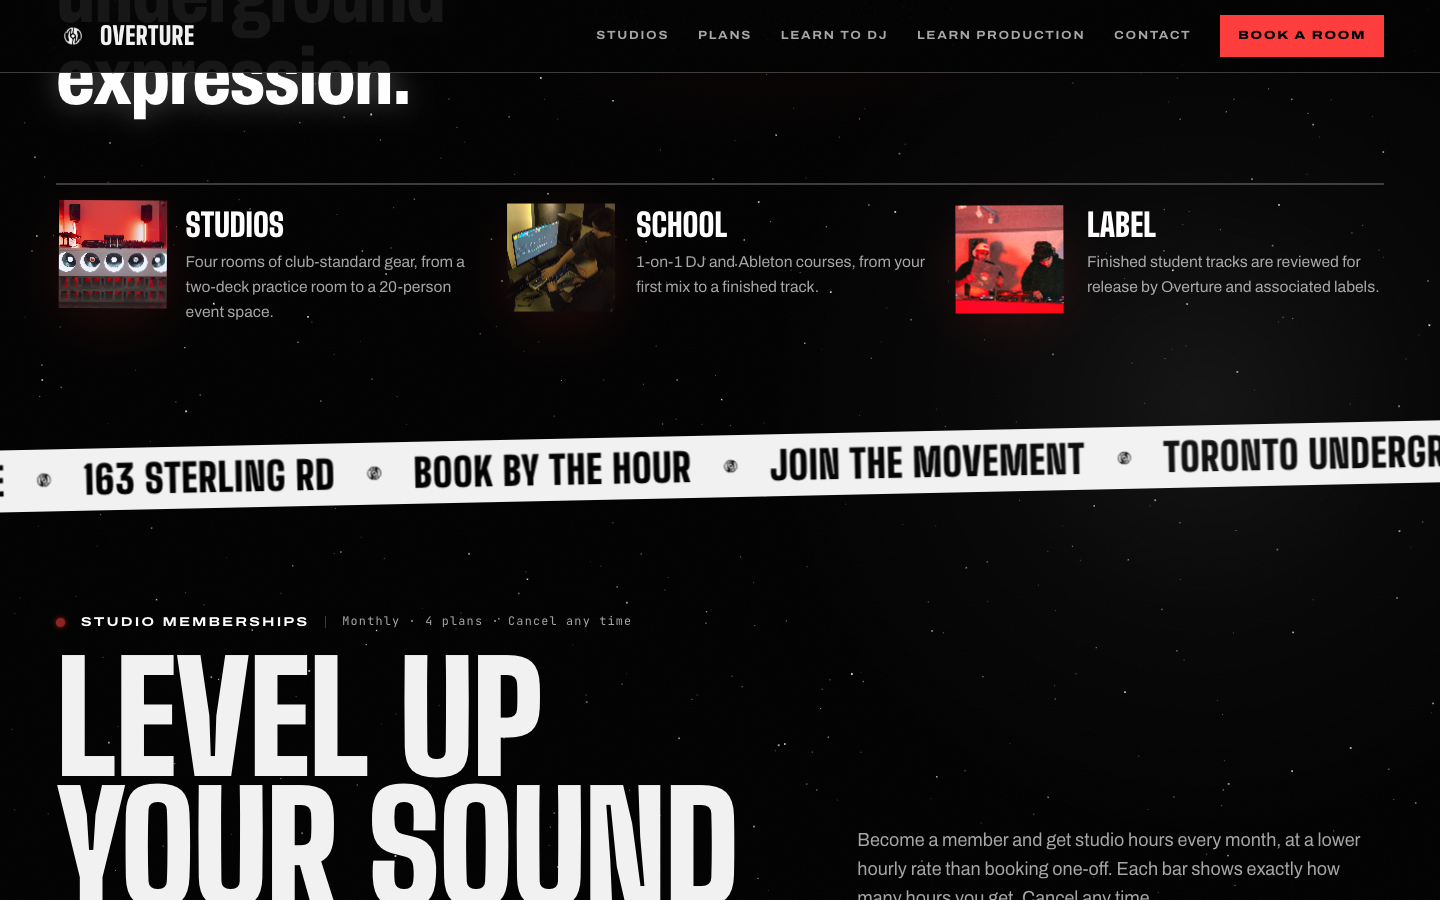 underground
OVERTURE
STUDIOS PLANS LEARN TO DJ LEARN PRODUCTION CONTACT BOOK A ROOM
expression.
STUDIOS
Four rooms of club-standard gear, from a
two-deck practice room to a 20-person
event space.
SCHOOL
1-on-1 DJ and Ableton courses, from your
first mix to a finished track.
LABEL
Finished student tracks are reviewed for
release by Overture and associated labels.
163 STERLING RD BOOK BY THE HOUR JOIN THE MOVEMENT TORONTO UNDERGR
STUDIO MEMBERSHIPS
Monthly · 4 plans · Cancel any time
LEVEL UP
YOUR SOUND
Become a member and get studio hours every month, at a lower
hourly rate than booking one-off. Each bar shows exactly how
many hours you get. Cancel any time.